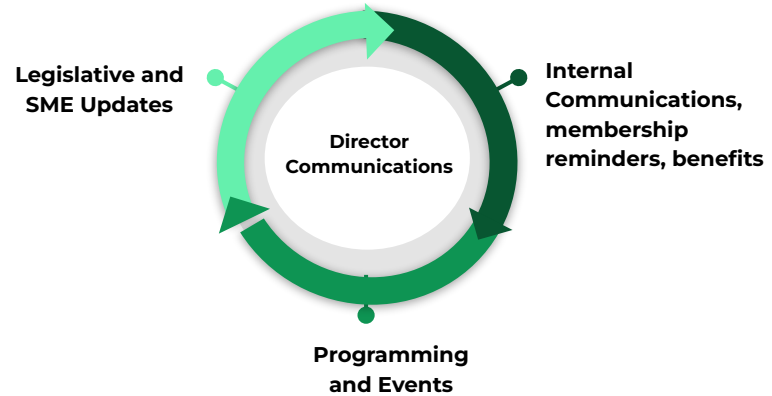 Legislative and
SME Updates
Director
Communications
Internal
Communications,
membership
reminders, benefits
Programming
and Events